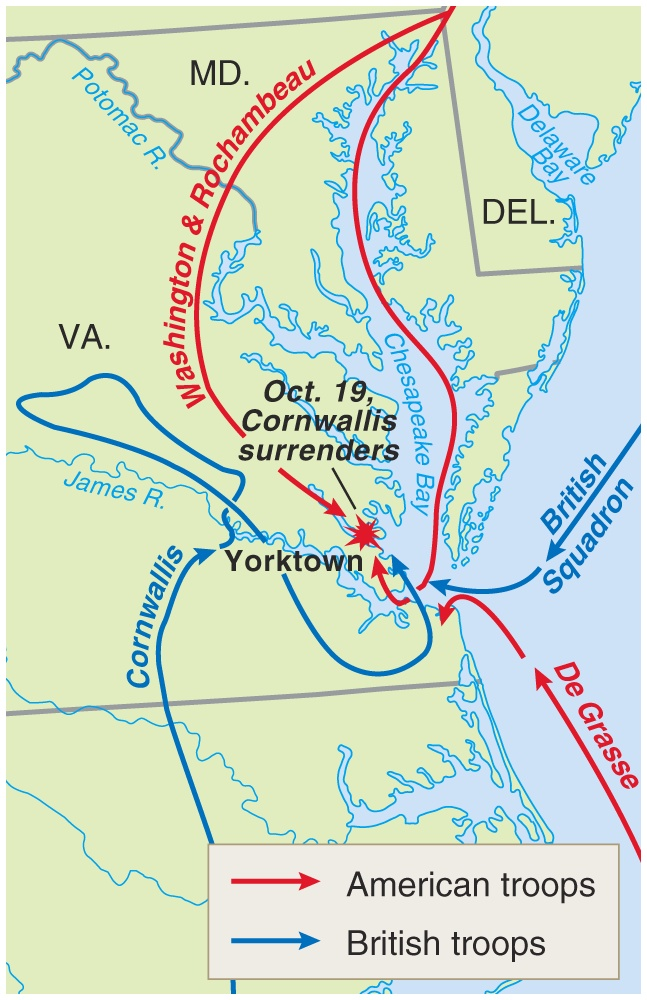 MD.
Potomac R.
Washington & Rochambeau
Delaware
Bay
DEL.
VA.
Chesapeake Bay
Oct. 19,
Cornwallis
surrenders
James R.
British
Squadron
Yorktown
Cornwallis
De Grasse
American troops
British troops